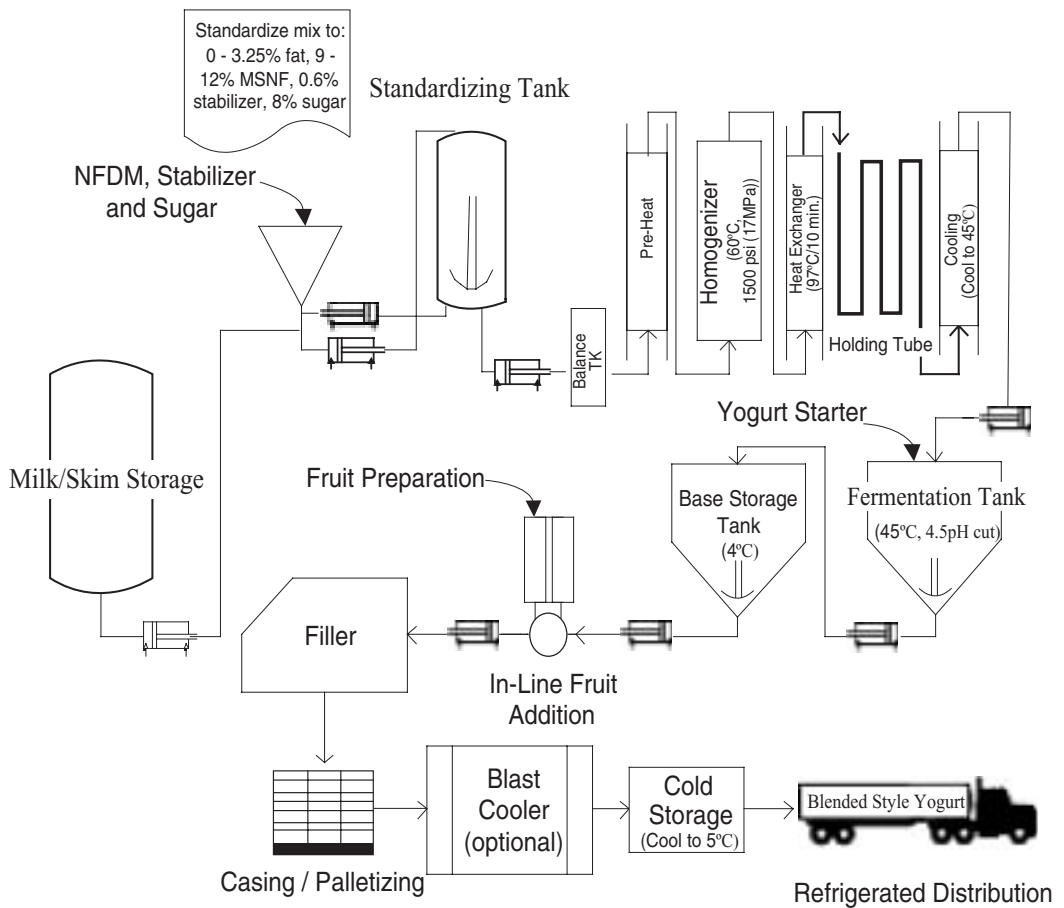 Standardize mix to:
0 - 3.25% fat, 9 -
12% MSNF, 0.6%
stabilizer, 8% sugar
Standardizing Tank
NFDM, Stabilizer
and Sugar
Pre-Heat
Homogenizer
(60ºC,
1500 psi (17MPa))
Heat Exchanger
(97ºC/10 min.)
Holding Tube
Cooling
(Cool to 45ºC)
Balance
TK
Milk/Skim Storage
Yogurt Starter
Fermentation Tank
(45ºC, 4.5pH cut)
Base Storage
Tank
(4ºC)
Fruit Preparation
In-Line Fruit
Addition
Filler
Casing / Palletizing
Blast
Cooler
(optional)
Cold
Storage
(Cool to 5ºC)
Blended Style Yogurt
Refrigerated Distribution